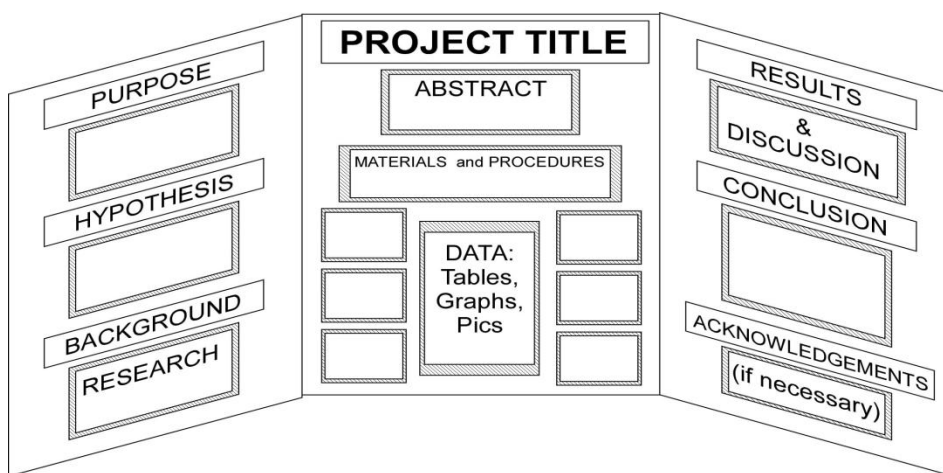 PURPOSE
HYPOTHESIS
BACKGROUND
RESEARCH
PROJECT TITLE
ABSTRACT
MATERIALS and PROCEDURES
DATA:
Tables,
Graphs,
Pics
RESULTS
&
DISCUSSION
CONCLUSION
ACKNOWLEDGEMENTS
(if necessary)